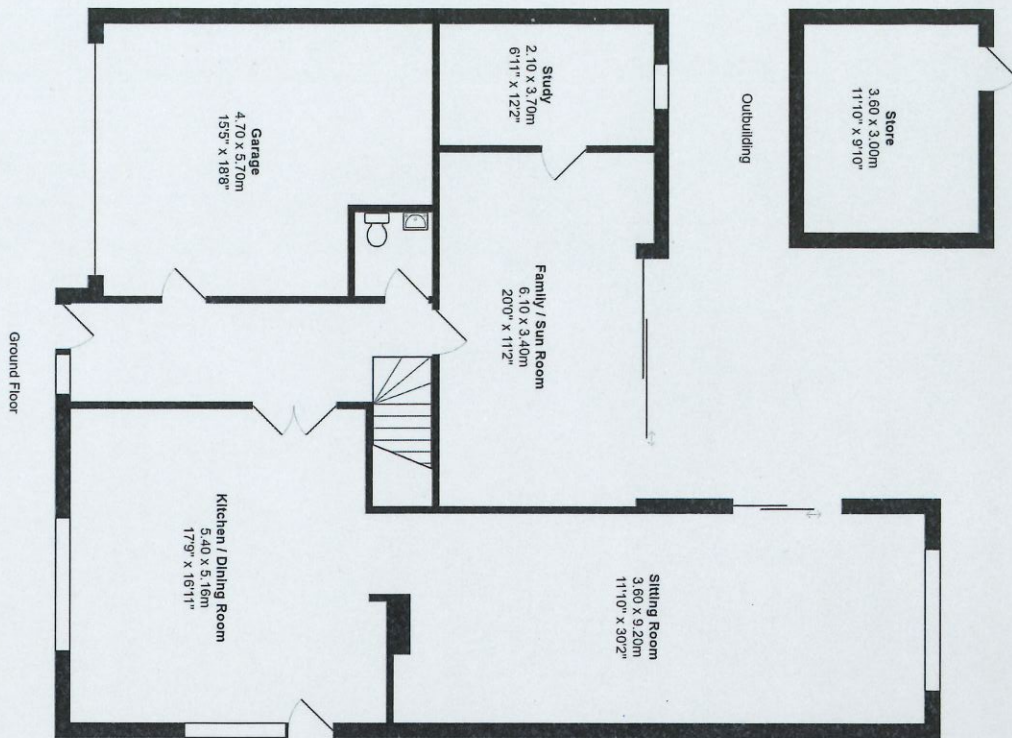 Store
3.60 x 3.00m
11'10" x 9'10"
Outbuilding
Study
2.10 x 3.70m
6'11" x 12'2"
Garage
4.70 x 5.70m
15'5" x 18'8"
Family / Sun Room
6.10 x 3.40m
20'0" x 11'2"
Sitting Room
3.60 x 9.20m
11'10" x 30'2"
Kitchen / Dining Room
5.40 x 5.16m
17'9" x 16'11"
Ground Floor